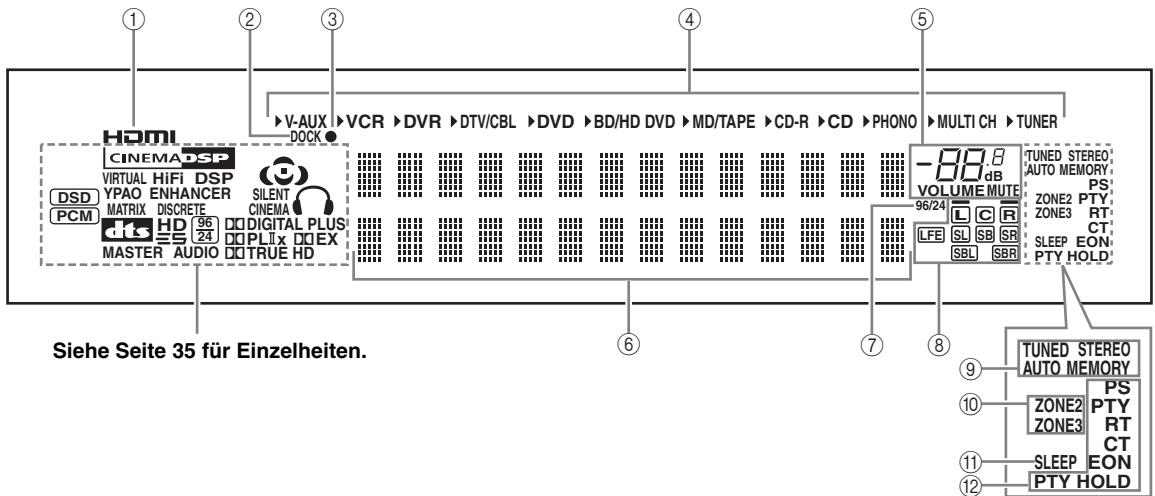 ① ② ③ ④ ⑤
▶V-AUX ▶VCR ▶DVR ▶DTV/CBL ▶DVD ▶BD/HD DVD ▶MD/TAPE ▶CD-R ▶CD ▶PHONO ▶MULTI CH ▶TUNER
DOCK ●
HDMI
CINEMA DSP
VIRTUAL HiFi DSP
DSD YPAO ENHANCER
SILENT CINEMA
PCM MATRIX DISCRETE
dts HD ES 96/24 DIGITAL PLUS
PLIIx EX
MASTER AUDIO TRUE HD
-88.8 dB
VOLUME MUTE
96/24
L C R
LFE SL SB SR
SBL SBR
TUNED STEREO
AUTO MEMORY
PS
ZONE2 PTY
ZONE3 RT
CT
SLEEP EON
PTY HOLD
Siehe Seite 35 für Einzelheiten.
⑥ ⑦ ⑧
⑨ TUNED STEREO
AUTO MEMORY
PS
⑩ ZONE2 PTY
ZONE3 RT
CT
⑪ SLEEP EON
⑫ PTY HOLD